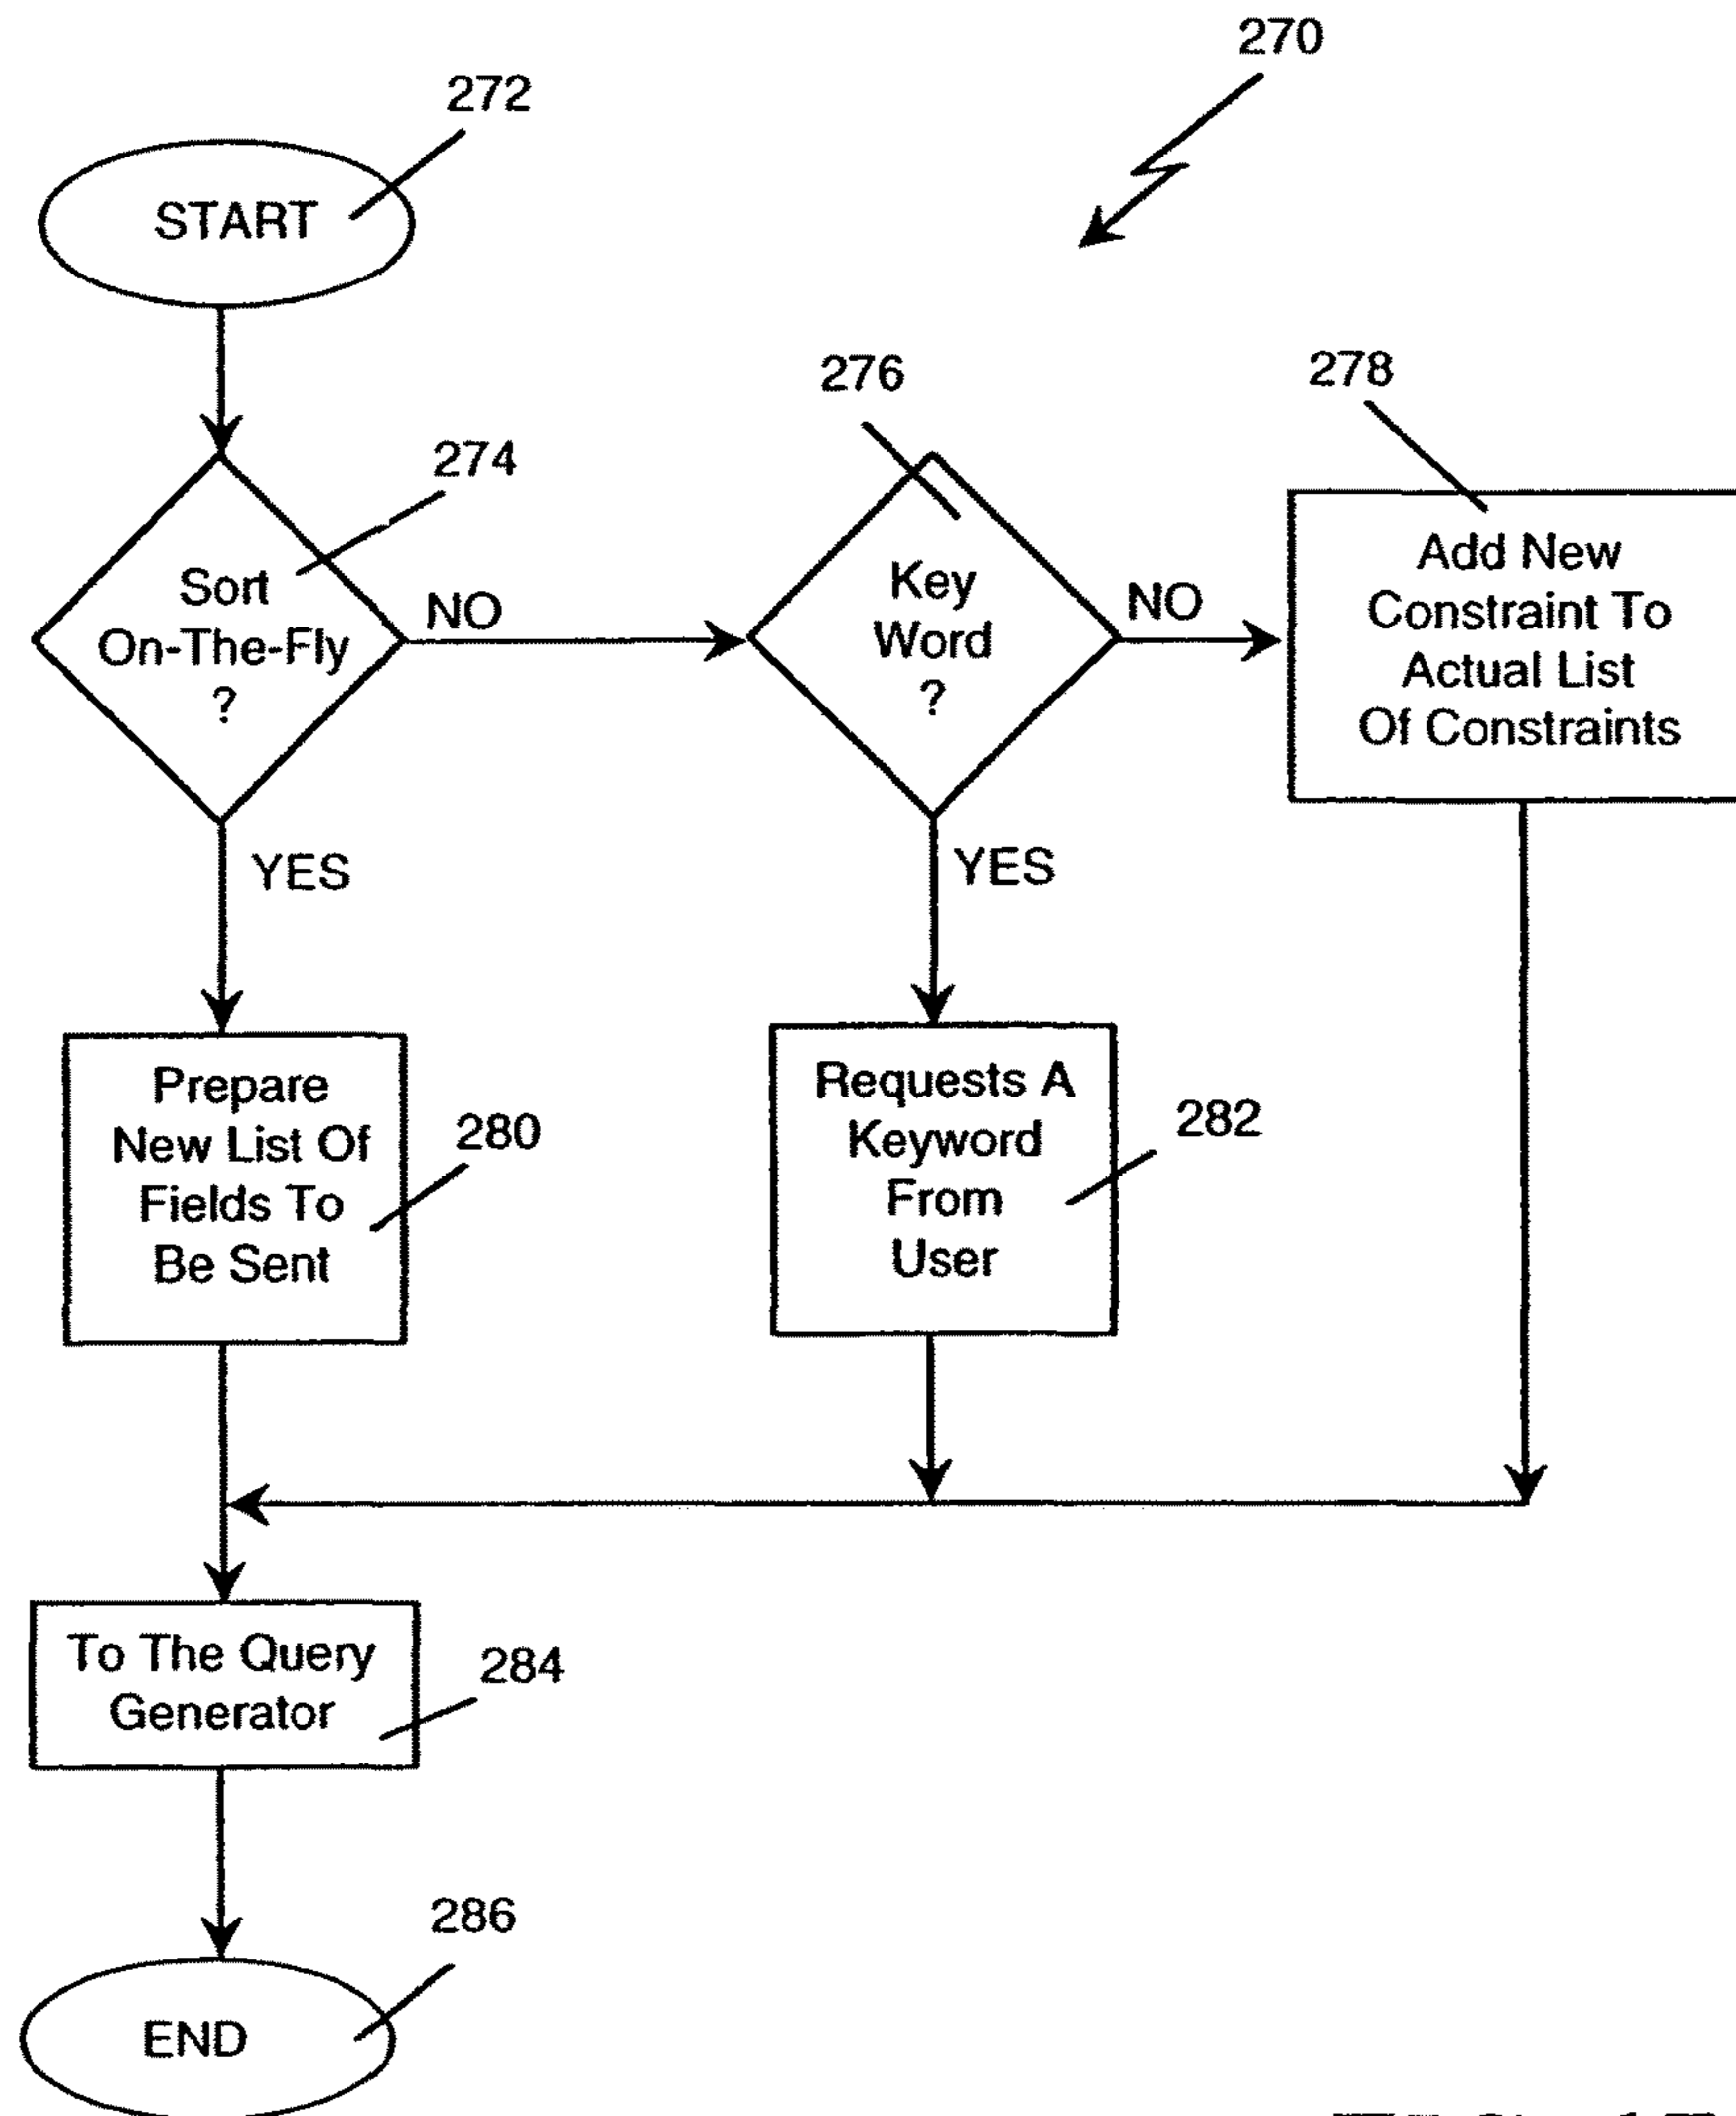 270
272
START
274
276
278
Sort
On-The-Fly
?
NO
Key
Word
?
NO
Add New
Constraint To
Actual List
Of Constraints
YES
YES
Prepare
New List Of
Fields To
Be Sent
280
Requests A
Keyword
From
User
282
To The Query
Generator
284
286
END